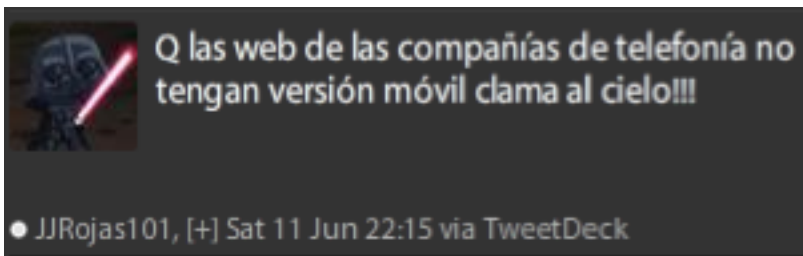 Q las web de las compañías de telefonía no
tengan versión móvil clama al cielo!!!
JJRojas101, [+] Sat 11 Jun 22:15 via TweetDeck